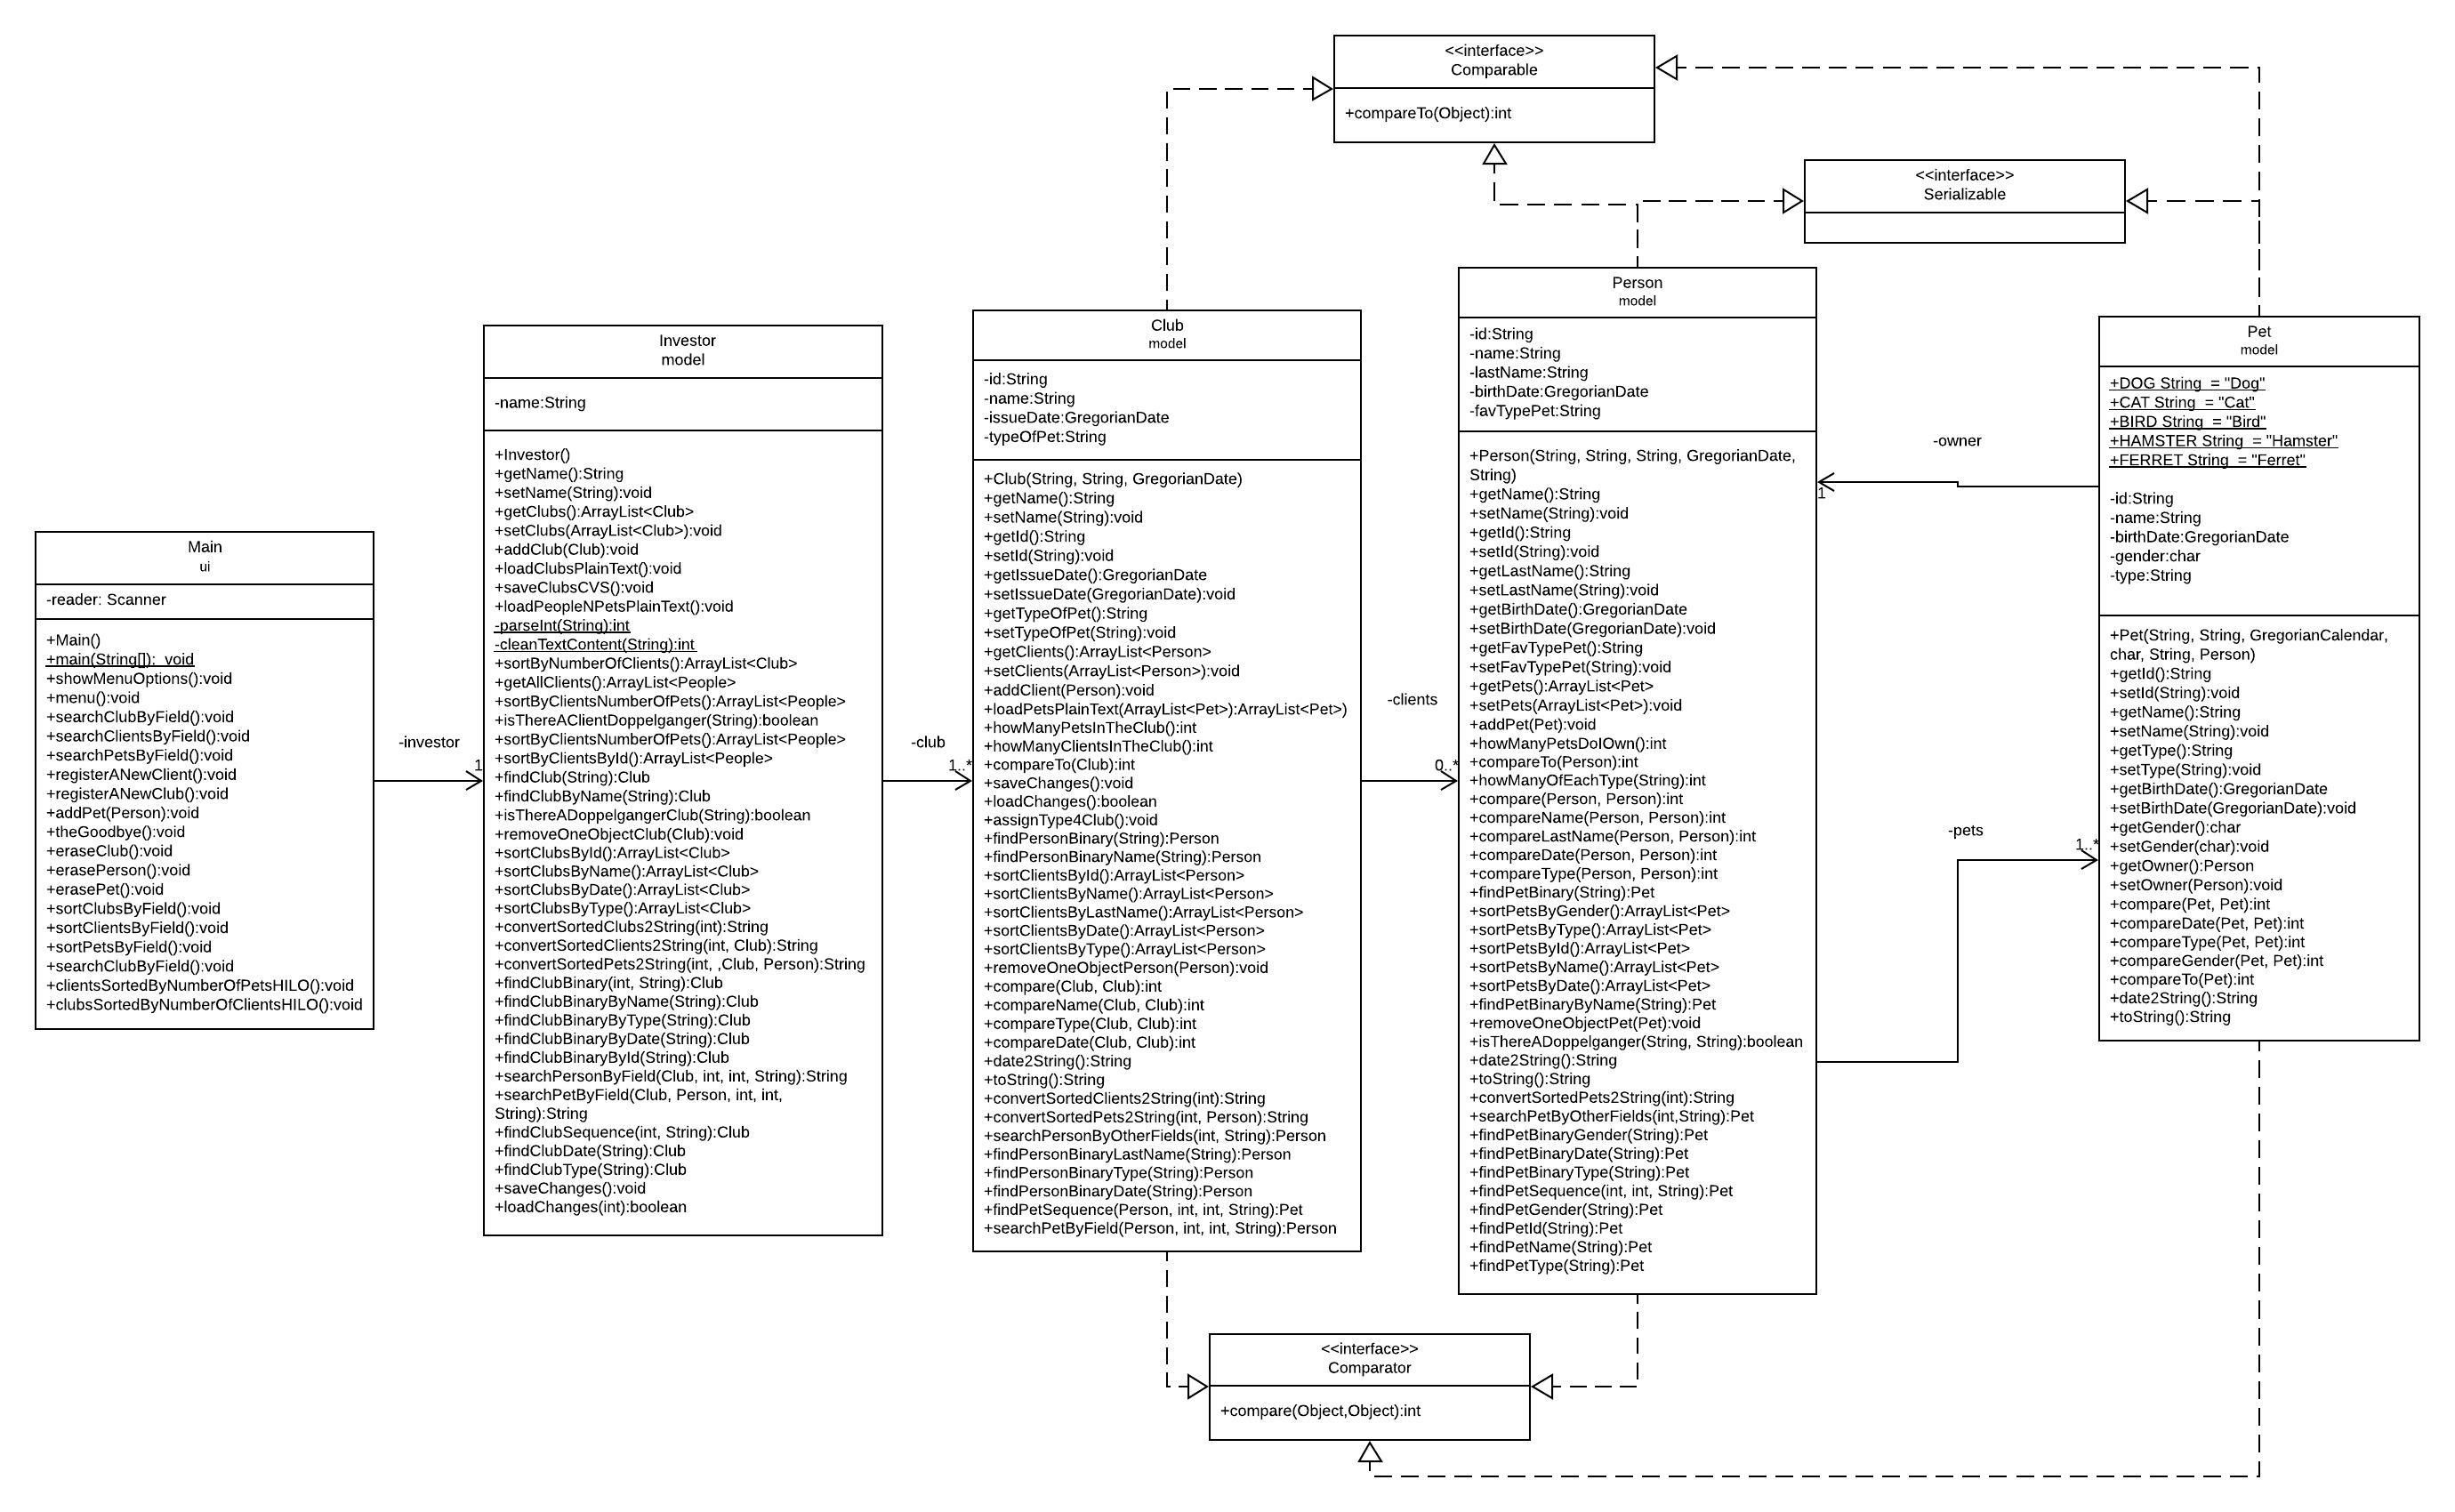 <<interface>>
Comparable
+compareTo(Object):int
<<interface>>
Serializable
Main
ui
-reader: Scanner
+Main()
+main(String[]):  void
+showMenuOptions():void
+menu():void
+searchClubByField():void
+searchClientsByField():void
+searchPetsByField():void
+registerANewClient():void
+registerANewClub():void
+addPet(Person):void
+theGoodbye():void
+eraseClub():void
+erasePerson():void
+erasePet():void
+sortClubsByField():void
+sortClientsByField():void
+sortPetsByField():void
+searchClubByField():void
+clientsSortedByNumberOfPetsHILO():void
+clubsSortedByNumberOfClientsHILO():void
-investor
1
Investor
model
-name:String
+Investor()
+getName():String
+setName(String):void
+getClubs():ArrayList<Club>
+setClubs(ArrayList<Club>):void
+addClub(Club):void
+loadClubsPlainText():void
+saveClubsCVS():void
+loadPeopleNPetsPlainText():void
-parseInt(String):int
-cleanTextContent(String):int
+sortByNumberOfClients():ArrayList<Club>
+getAllClients():ArrayList<People>
+sortByClientsNumberOfPets():ArrayList<People>
+isThereAClientDoppelganger(String):boolean
+sortByClientsNumberOfPets():ArrayList<People>
+sortByClientsById():ArrayList<People>
+findClub(String):Club
+findClubByName(String):Club
+isThereADoppelgangerClub(String):boolean
+removeOneObjectClub(Club):void
+sortClubsById():ArrayList<Club>
+sortClubsByName():ArrayList<Club>
+sortClubsByDate():ArrayList<Club>
+sortClubsByType():ArrayList<Club>
+convertSortedClubs2String(int):String
+convertSortedClients2String(int, Club):String
+convertSortedPets2String(int, ,Club, Person):String
+findClubBinary(int, String):Club
+findClubBinaryByName(String):Club
+findClubBinaryByType(String):Club
+findClubBinaryByDate(String):Club
+findClubBinaryById(String):Club
+searchPersonByField(Club, int, int, String):String
+searchPetByField(Club, Person, int, int,
String):String
+findClubSequence(int, String):Club
+findClubDate(String):Club
+findClubType(String):Club
+saveChanges():void
+loadChanges(int):boolean
-club
1..*
Club
model
-id:String
-name:String
-issueDate:GregorianDate
-typeOfPet:String
+Club(String, String, GregorianDate)
+getName():String
+setName(String):void
+getId():String
+setId(String):void
+getIssueDate():GregorianDate
+setIssueDate(GregorianDate):void
+getTypeOfPet():String
+setTypeOfPet(String):void
+getClients():ArrayList<Person>
+setClients(ArrayList<Person>):void
+addClient(Person):void
+loadPetsPlainText(ArrayList<Pet>):ArrayList<Pet>)
+howManyPetsInTheClub():int
+howManyClientsInTheClub():int
+compareTo(Club):int
+saveChanges():void
+loadChanges():boolean
+assignType4Club():void
+findPersonBinary(String):Person
+findPersonBinaryName(String):Person
+sortClientsById():ArrayList<Person>
+sortClientsByName():ArrayList<Person>
+sortClientsByLastName():ArrayList<Person>
+sortClientsByDate():ArrayList<Person>
+sortClientsByType():ArrayList<Person>
+removeOneObjectPerson(Person):void
+compare(Club, Club):int
+compareName(Club, Club):int
+compareType(Club, Club):int
+compareDate(Club, Club):int
+date2String():String
+toString():String
+convertSortedClients2String(int):String
+convertSortedPets2String(int, Person):String
+searchPersonByOtherFields(int, String):Person
+findPersonBinaryLastName(String):Person
+findPersonBinaryType(String):Person
+findPersonBinaryDate(String):Person
+findPetSequence(Person, int, int, String):Pet
+searchPetByField(Person, int, int, String):Person
-clients
0..*
Person
model
-id:String
-name:String
-lastName:String
-birthDate:GregorianDate
-favTypePet:String
+Person(String, String, String, GregorianDate,
String)
+getName():String
+setName(String):void
+getId():String
+setId(String):void
+getLastName():String
+setLastName(String):void
+getBirthDate():GregorianDate
+setBirthDate(GregorianDate):void
+getFavTypePet():String
+setFavTypePet(String):void
+getPets():ArrayList<Pet>
+setPets(ArrayList<Pet>):void
+addPet(Pet):void
+howManyPetsDoIOwn():int
+compareTo(Person):int
+howManyOfEachType(String):int
+compare(Person, Person):int
+compareName(Person, Person):int
+compareLastName(Person, Person):int
+compareDate(Person, Person):int
+compareType(Person, Person):int
+findPetBinary(String):Pet
+sortPetsByGender():ArrayList<Pet>
+sortPetsByType():ArrayList<Pet>
+sortPetsById():ArrayList<Pet>
+sortPetsByName():ArrayList<Pet>
+sortPetsByDate():ArrayList<Pet>
+findPetBinaryByName(String):Pet
+removeOneObjectPet(Pet):void
+isThereADoppelganger(String, String):boolean
+date2String():String
+toString():String
+convertSortedPets2String(int):String
+searchPetByOtherFields(int,String):Pet
+findPetBinaryGender(String):Pet
+findPetBinaryDate(String):Pet
+findPetBinaryType(String):Pet
+findPetSequence(int, int, String):Pet
+findPetGender(String):Pet
+findPetId(String):Pet
+findPetName(String):Pet
+findPetType(String):Pet
-owner
1
-pets
1..*
Pet
model
+DOG String  = "Dog"
+CAT String  = "Cat"
+BIRD String  = "Bird"
+HAMSTER String  = "Hamster"
+FERRET String  = "Ferret"
-id:String
-name:String
-birthDate:GregorianDate
-gender:char
-type:String
+Pet(String, String, GregorianCalendar,
char, String, Person)
+getId():String
+setId(String):void
+getName():String
+setName(String):void
+getType():String
+setType(String):void
+getBirthDate():GregorianDate
+setBirthDate(GregorianDate):void
+getGender():char
+setGender(char):void
+getOwner():Person
+setOwner(Person):void
+compare(Pet, Pet):int
+compareDate(Pet, Pet):int
+compareType(Pet, Pet):int
+compareGender(Pet, Pet):int
+compareTo(Pet):int
+date2String():String
+toString():String
<<interface>>
Comparator
+compare(Object,Object):int